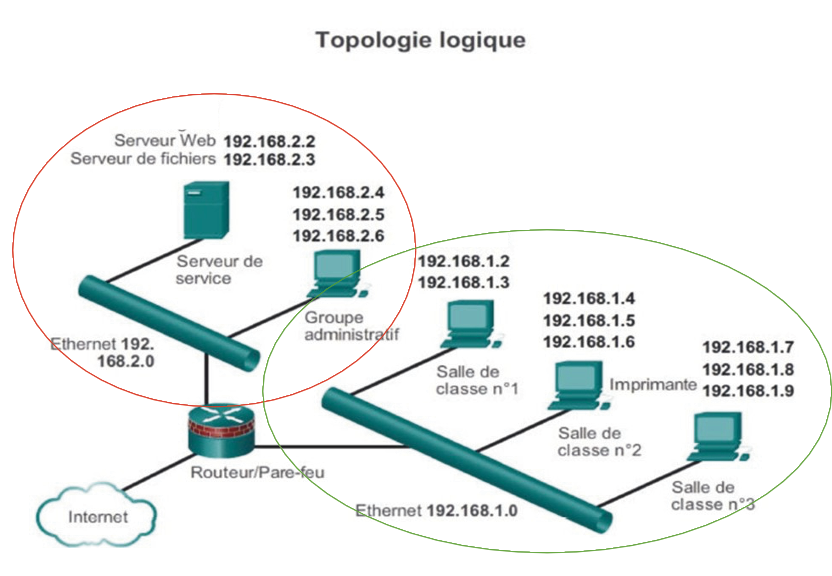 Topologie logique
Serveur Web 192.168.2.2
Serveur de fichiers 192.168.2.3
192.168.2.4
192.168.2.5
192.168.2.6
Serveur de
service
Groupe
administratif
Ethernet 192.
168.2.0
192.168.1.2
192.168.1.3
Salle de
classe n°1
192.168.1.4
192.168.1.5
192.168.1.6
Imprimante
Salle de
classe n°2
192.168.1.7
192.168.1.8
192.168.1.9
Salle de
classe n°3
Routeur/Pare-feu
Ethernet 192.168.1.0
Internet